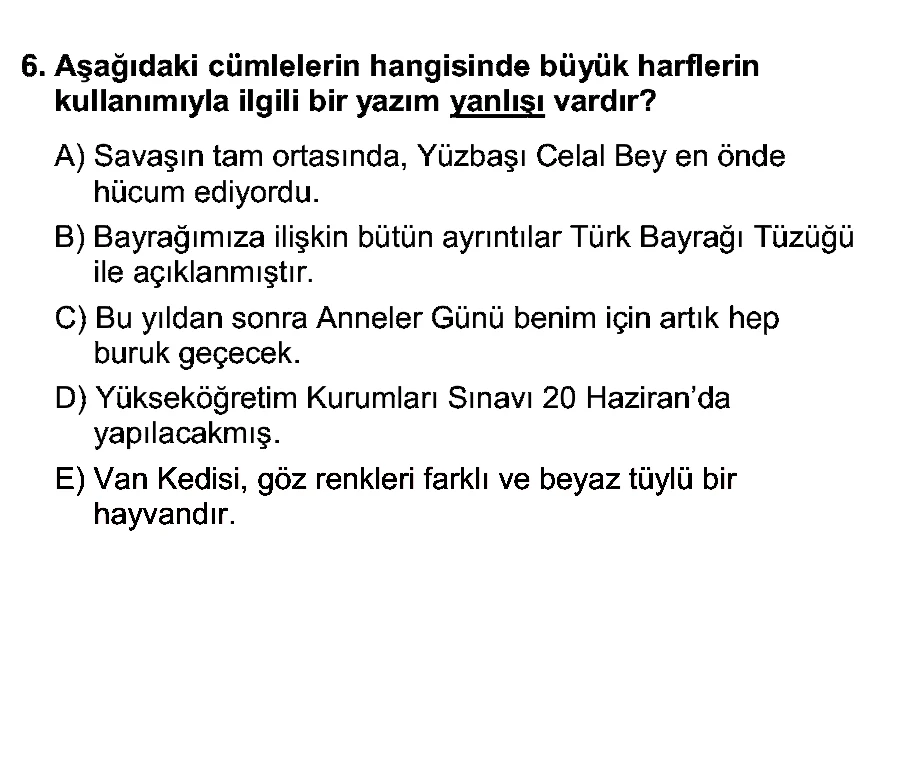 6. Aşağıdaki cümlelerin hangisinde büyük harflerin
kullanımıyla ilgili bir yazım yanlışı vardır?
A) Savaşın tam ortasında, Yüzbaşı Celal Bey en önde
hücum ediyordu.
B) Bayrağımıza ilişkin bütün ayrıntılar Türk Bayrağı Tüzüğü
ile açıklanmıştır.
C) Bu yıldan sonra Anneler Günü benim için artık hep
buruk geçecek.
D) Yükseköğretim Kurumları Sınavı 20 Haziran’da
yapılacakmış.
E) Van Kedisi, göz renkleri farklı ve beyaz tüylü bir
hayvandır.